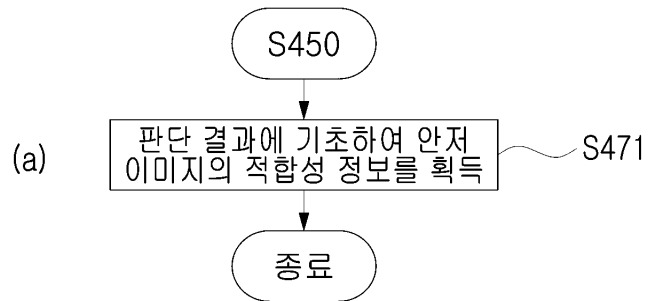 S450
(a)
판단 결과에 기초하여 안저
이미지의 적합성 정보를 획득
S471
종료